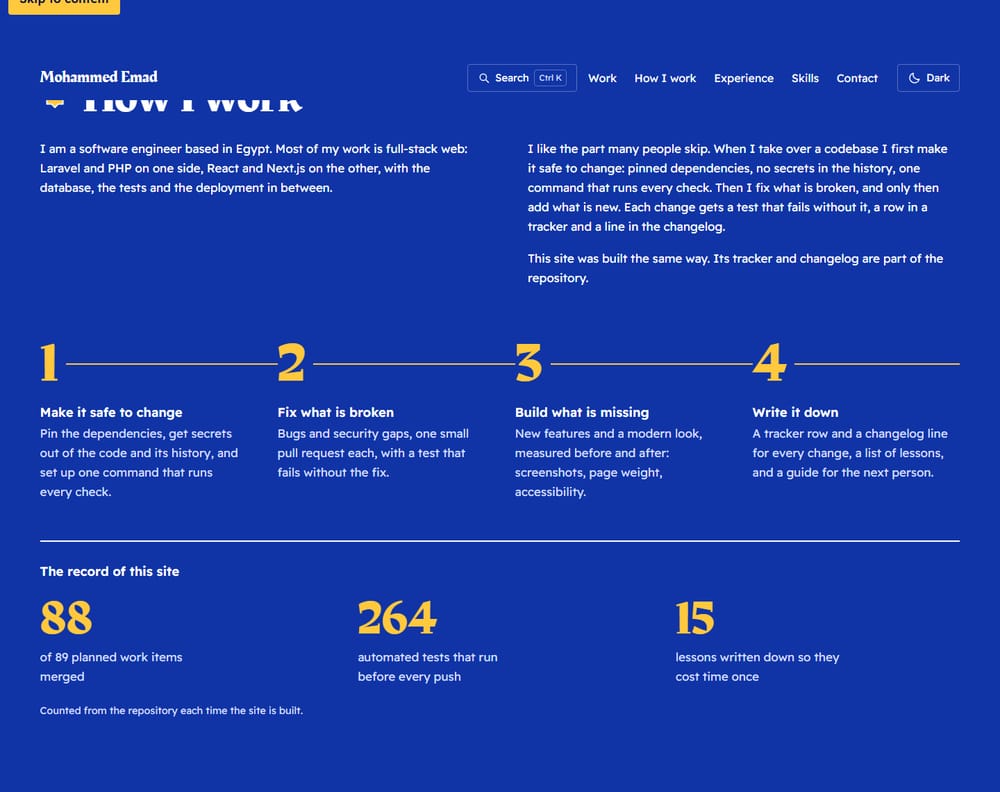 Skip to content
Mohammed Emad
Search Ctrl K Work How I work Experience Skills Contact Dark
How I work
I am a software engineer based in Egypt. Most of my work is full-stack web:
Laravel and PHP on one side, React and Next.js on the other, with the
database, the tests and the deployment in between.
I like the part many people skip. When I take over a codebase I first make
it safe to change: pinned dependencies, no secrets in the history, one
command that runs every check. Then I fix what is broken, and only then
add what is new. Each change gets a test that fails without it, a row in a
tracker and a line in the changelog.
This site was built the same way. Its tracker and changelog are part of the
repository.
1
Make it safe to change
Pin the dependencies, get secrets
out of the code and its history, and
set up one command that runs
every check.
2
Fix what is broken
Bugs and security gaps, one small
pull request each, with a test that
fails without the fix.
3
Build what is missing
New features and a modern look,
measured before and after:
screenshots, page weight,
accessibility.
4
Write it down
A tracker row and a changelog line
for every change, a list of lessons,
and a guide for the next person.
The record of this site
88
of 89 planned work items
merged
264
automated tests that run
before every push
15
lessons written down so they
cost time once
Counted from the repository each time the site is built.